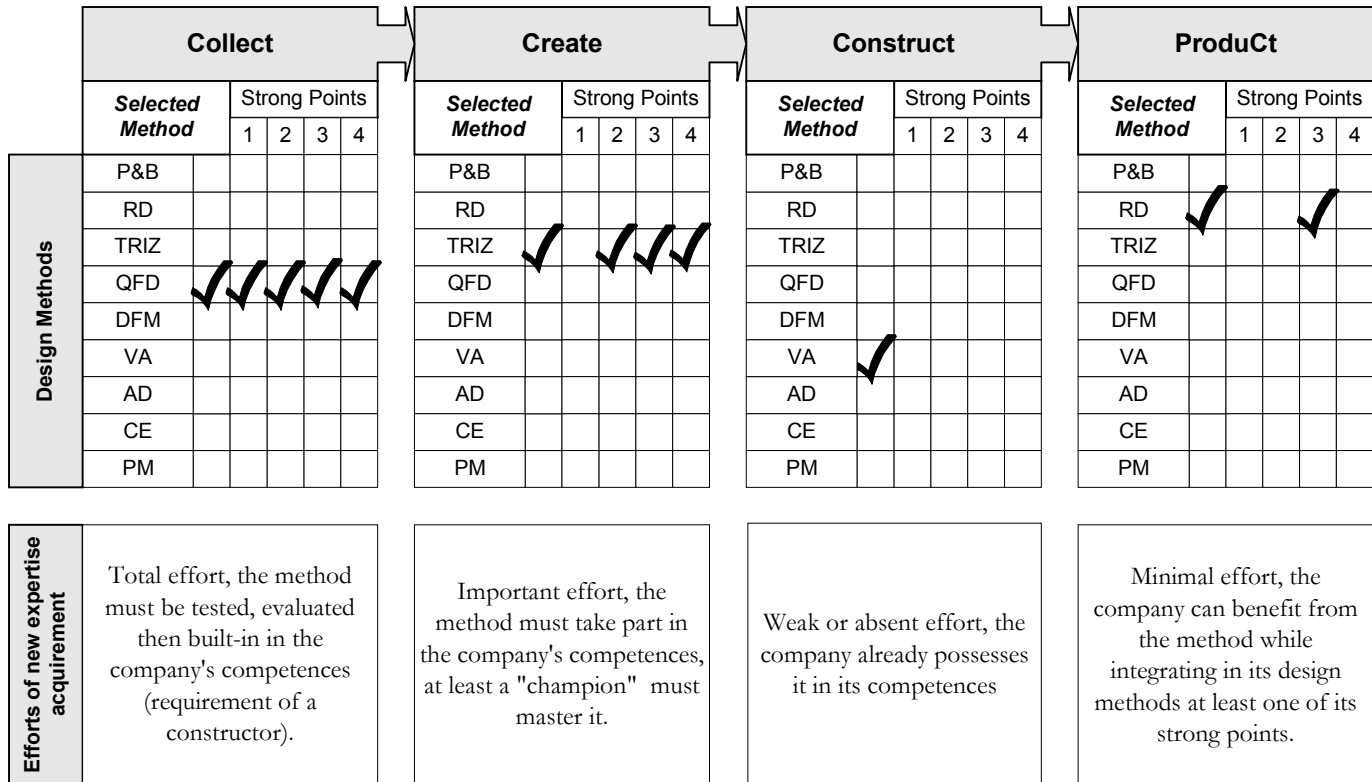 Collect
Create
Construct
ProduCt
Selected
Method
Strong Points
1 2 3 4
Selected
Method
Strong Points
1 2 3 4
Selected
Method
Strong Points
1 2 3 4
Selected
Method
Strong Points
1 2 3 4
Design Methods
P&B
RD
TRIZ
QFD
DFM
VA
AD
CE
PM
P&B
RD
TRIZ
QFD
DFM
VA
AD
CE
PM
P&B
RD
TRIZ
QFD
DFM
VA
AD
CE
PM
P&B
RD
TRIZ
QFD
DFM
VA
AD
CE
PM
Efforts of new expertise
acquirement
Total effort, the method
must be tested, evaluated
then built-in in the
company's competences
(requirement of a
constructor).
Important effort, the
method must take part in
the company's competences,
at least a "champion" must
master it.
Weak or absent effort, the
company already possesses
it in its competences
Minimal effort, the
company can benefit from
the method while
integrating in its design
methods at least one of its
strong points.